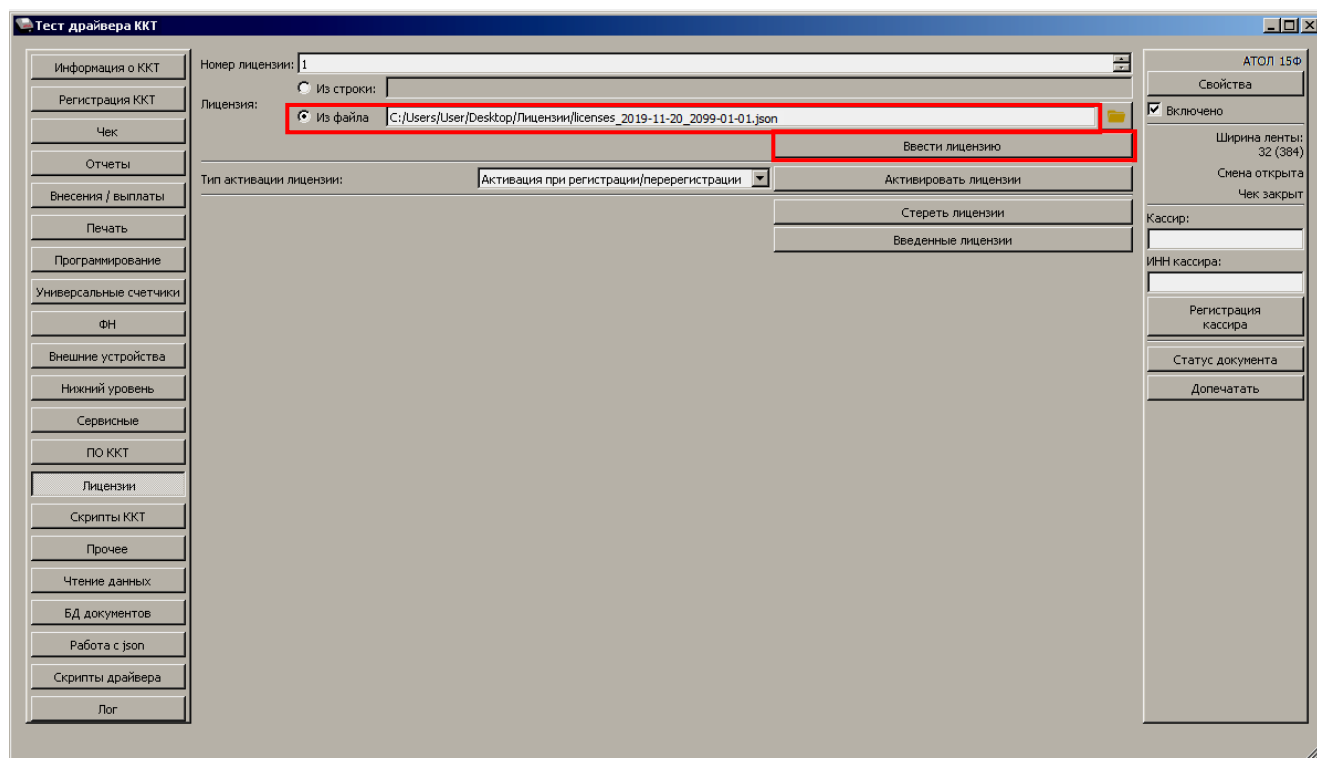 Тест драйвера ККТ
Информация о ККТ
Регистрация ККТ
Чек
Отчеты
Внесения / выплаты
Печать
Программирование
Универсальные счетчики
ФН
Внешние устройства
Нижний уровень
Сервисные
ПО ККТ
Лицензии
Скрипты ККТ
Прочее
Чтение данных
БД документов
Работа с json
Скрипты драйвера
Лог
Номер лицензии: 1
Лицензия:
Из строки:
Из файла C:/Users/User/Desktop/Лицензии/licenses_2019-11-20_2099-01-01.json
Ввести лицензию
Тип активации лицензии: Активация при регистрации/перерегистрации Активировать лицензии
Стереть лицензии
Введенные лицензии
АТОЛ 15Ф
Свойства
Включено
Ширина ленты:
32 (384)
Смена открыта
Чек закрыт
Кассир:
ИНН кассира:
Регистрация
кассира
Статус документа
Допечатать